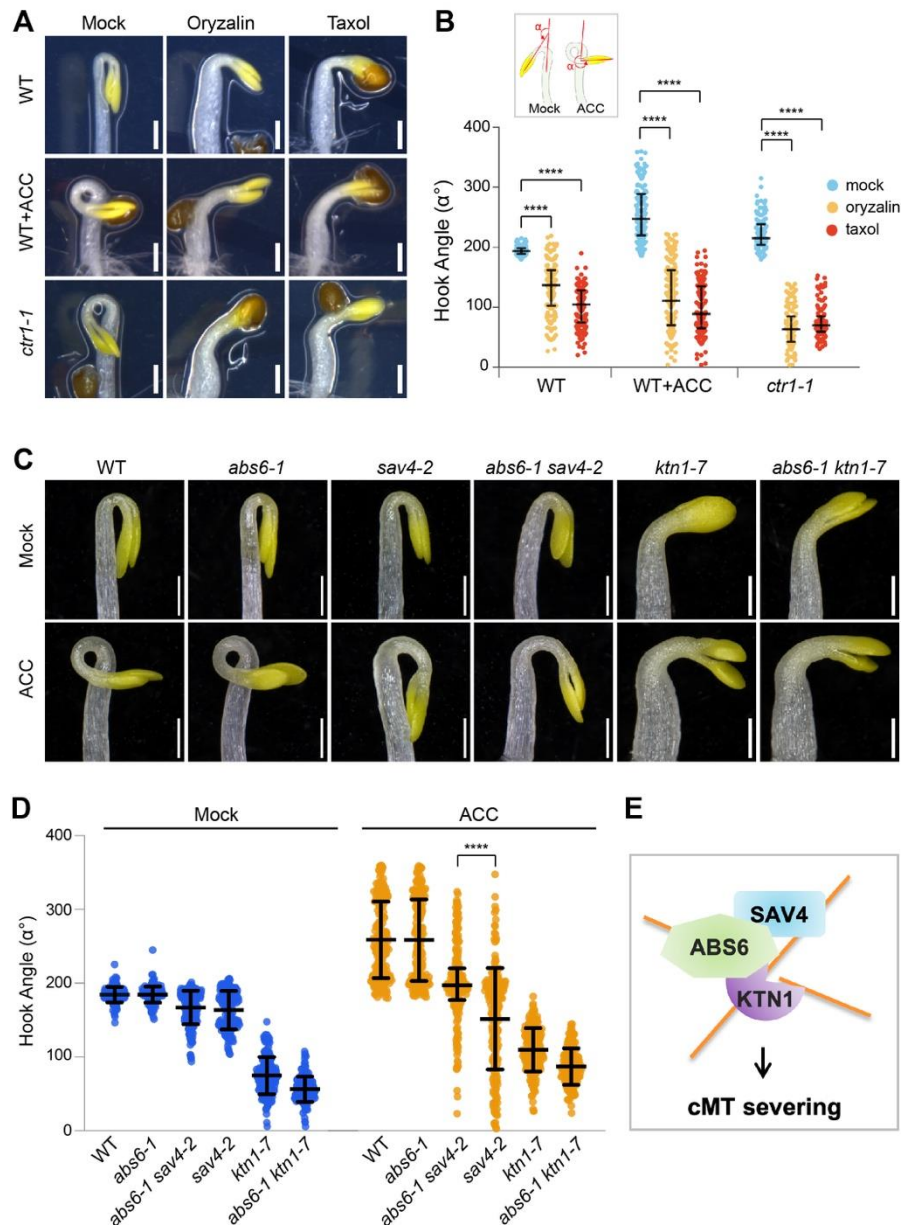 A
Mock Oryzalin Taxol
WT
WT+ACC
ctr1-1
B
α
α
Mock ACC
Hook Angle (α°)
400
300
200
100
0
**** ****
**** ****
**** ****
mock
oryzalin
taxol
WT WT+ACC ctr1-1
C
WT abs6-1 sav4-2 abs6-1 sav4-2 ktn1-7 abs6-1 ktn1-7
Mock
ACC
D
Mock ACC
Hook Angle (α°)
400
300
200
100
0
****
WT abs6-1 abs6-1 sav4-2 sav4-2 ktn1-7 abs6-1 ktn1-7
WT abs6-1 abs6-1 sav4-2 sav4-2 ktn1-7 abs6-1 ktn1-7
E
SAV4
ABS6
KTN1
cMT severing